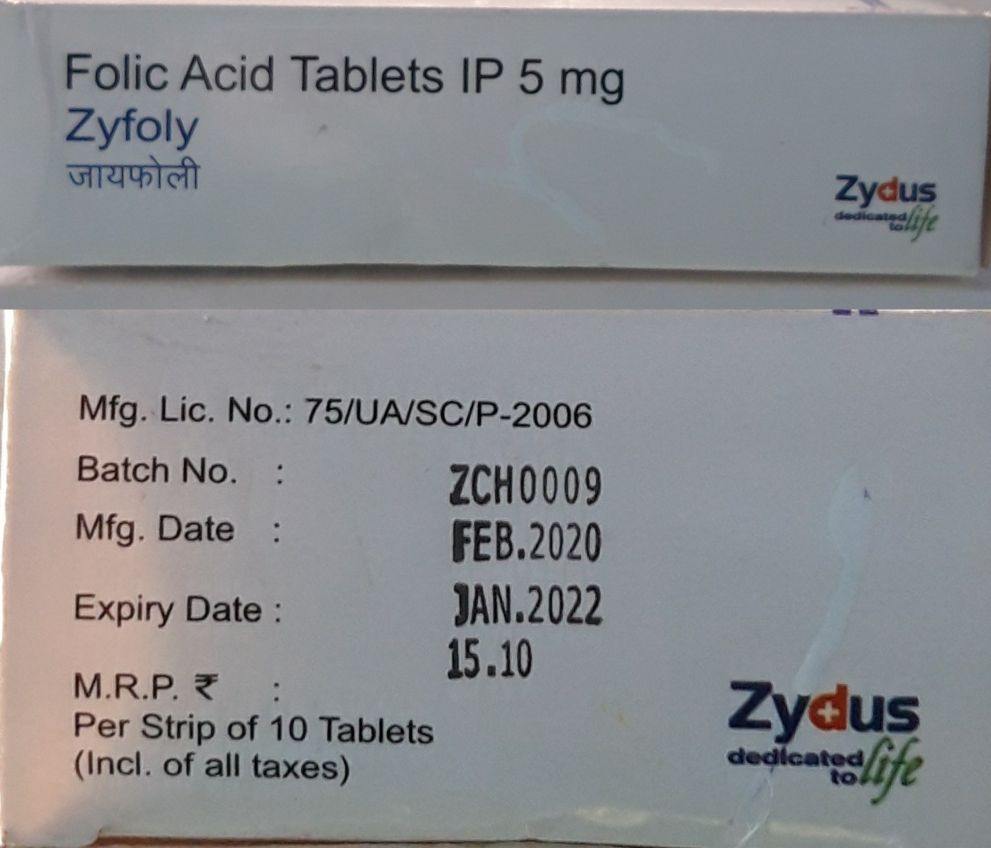 Folic Acid Tablets IP 5 mg
Zyfoly
जायफोली
Zydus
dedicated
to life
Mfg. Lic. No.: 75/UA/SC/P-2006
Batch No. : ZCH0009
Mfg. Date : FEB.2020
Expiry Date : JAN.2022
M.R.P. ₹ : 15.10
Per Strip of 10 Tablets
(Incl. of all taxes)
Zydus
dedicated
to life